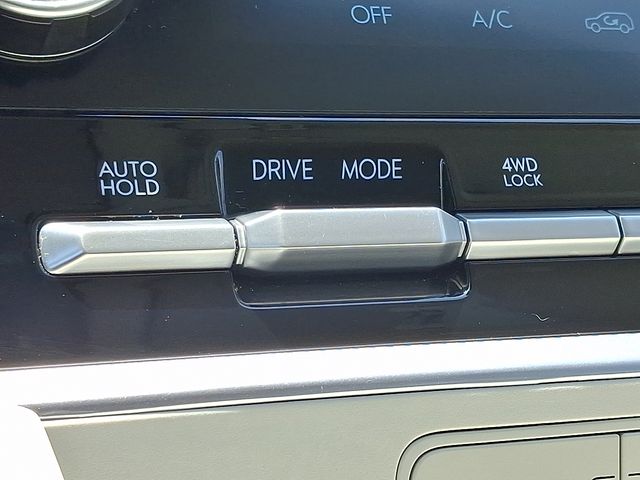 OFF A/C
AUTO
HOLD
DRIVE MODE
4WD
LOCK